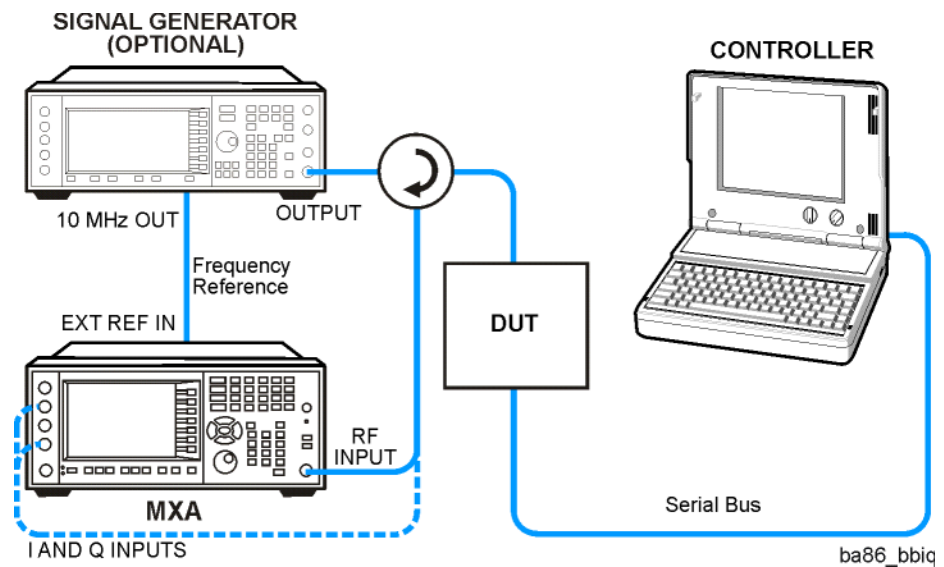 SIGNAL GENERATOR
(OPTIONAL)
CONTROLLER
10 MHz OUT
OUTPUT
Frequency
Reference
EXT REF IN
DUT
RF
INPUT
MXA
Serial Bus
I AND Q INPUTS
ba86_bbiq